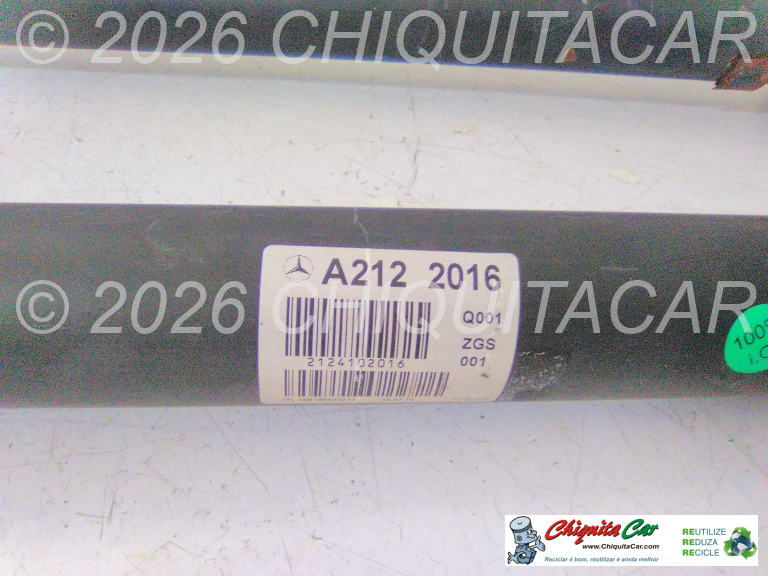 © 2026 CHIQUITACAR
A212 2016
© 2026 CHIQUITACAR
Q001
ZGS
001
2124102016
100%
i.O
Chiquita Car
www.ChiquitaCar.com
Reciclar é bom, reutilizar é ainda melhor
REUTILIZE
REDUZA
RECICLE